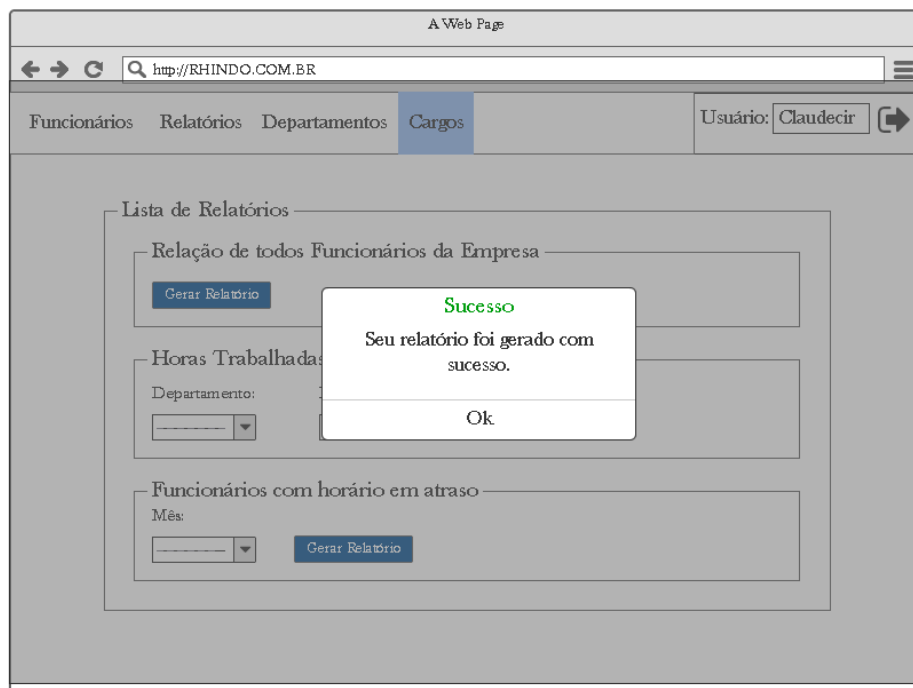 A Web Page
http://RHINDO.COM.BR
Funcionários Relatórios Departamentos Cargos Usuário: Claudecir
Lista de Relatórios
Relação de todos Funcionários da Empresa
Gerar Relatório
Sucesso
Seu relatório foi gerado com
sucesso.
Ok
Horas Trabalhadas
Departamento:
Funcionários com horário em atraso
Mês:
Gerar Relatório